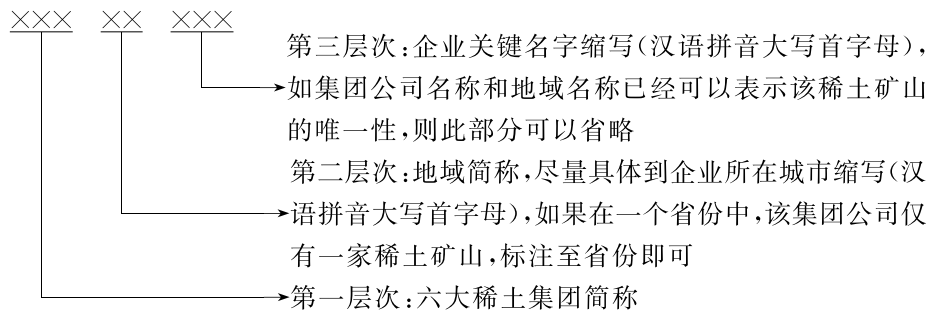 ××× ×× ×××
第三层次:企业关键名字缩写(汉语拼音大写首字母),
如集团公司名称和地域名称已经可以表示该稀土矿山
的唯一性,则此部分可以省略
第二层次:地域简称,尽量具体到企业所在城市缩写(汉
语拼音大写首字母),如果在一个省份中,该集团公司仅
有一家稀土矿山,标注至省份即可
第一层次:六大稀土集团简称